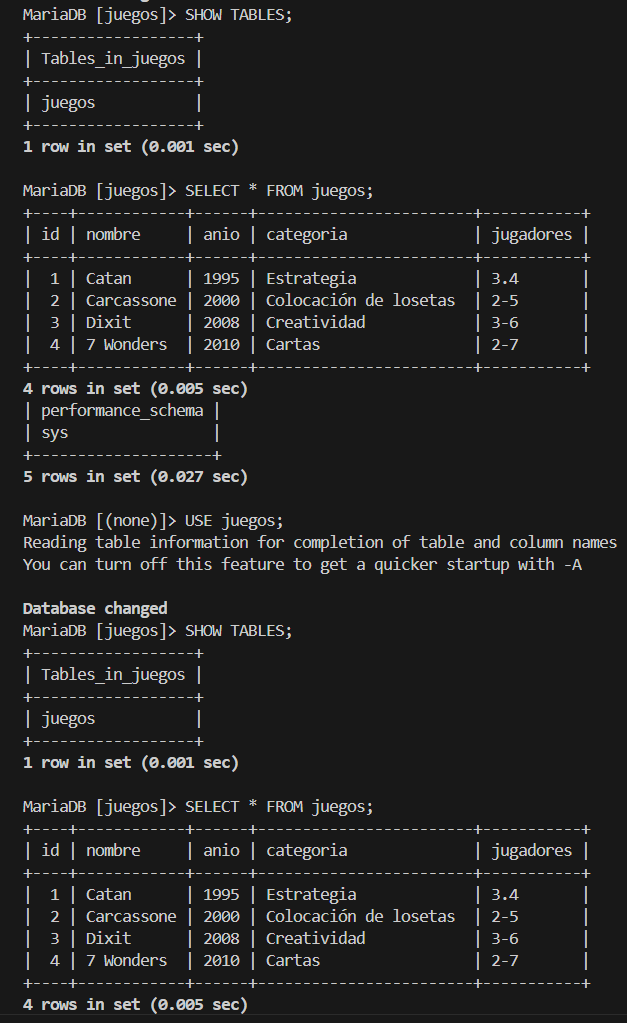 MariaDB [juegos]> SHOW TABLES;
+------------------+
| Tables_in_juegos |
+------------------+
| juegos           |
+------------------+
1 row in set (0.001 sec)

MariaDB [juegos]> SELECT * FROM juegos;
+----+------------+------+------------------------+-----------+
| id | nombre     | anio | categoria              | jugadores |
+----+------------+------+------------------------+-----------+
|  1 | Catan      | 1995 | Estrategia             | 3.4       |
|  2 | Carcassone | 2000 | Colocación de losetas  | 2-5       |
|  3 | Dixit      | 2008 | Creatividad            | 3-6       |
|  4 | 7 Wonders  | 2010 | Cartas                 | 2-7       |
+----+------------+------+------------------------+-----------+
4 rows in set (0.005 sec)
| performance_schema |
| sys                |
+--------------------+
5 rows in set (0.027 sec)

MariaDB [(none)]> USE juegos;
Reading table information for completion of table and column names
You can turn off this feature to get a quicker startup with -A

Database changed
MariaDB [juegos]> SHOW TABLES;
+------------------+
| Tables_in_juegos |
+------------------+
| juegos           |
+------------------+
1 row in set (0.001 sec)

MariaDB [juegos]> SELECT * FROM juegos;
+----+------------+------+------------------------+-----------+
| id | nombre     | anio | categoria              | jugadores |
+----+------------+------+------------------------+-----------+
|  1 | Catan      | 1995 | Estrategia             | 3.4       |
|  2 | Carcassone | 2000 | Colocación de losetas  | 2-5       |
|  3 | Dixit      | 2008 | Creatividad            | 3-6       |
|  4 | 7 Wonders  | 2010 | Cartas                 | 2-7       |
+----+------------+------+------------------------+-----------+
4 rows in set (0.005 sec)